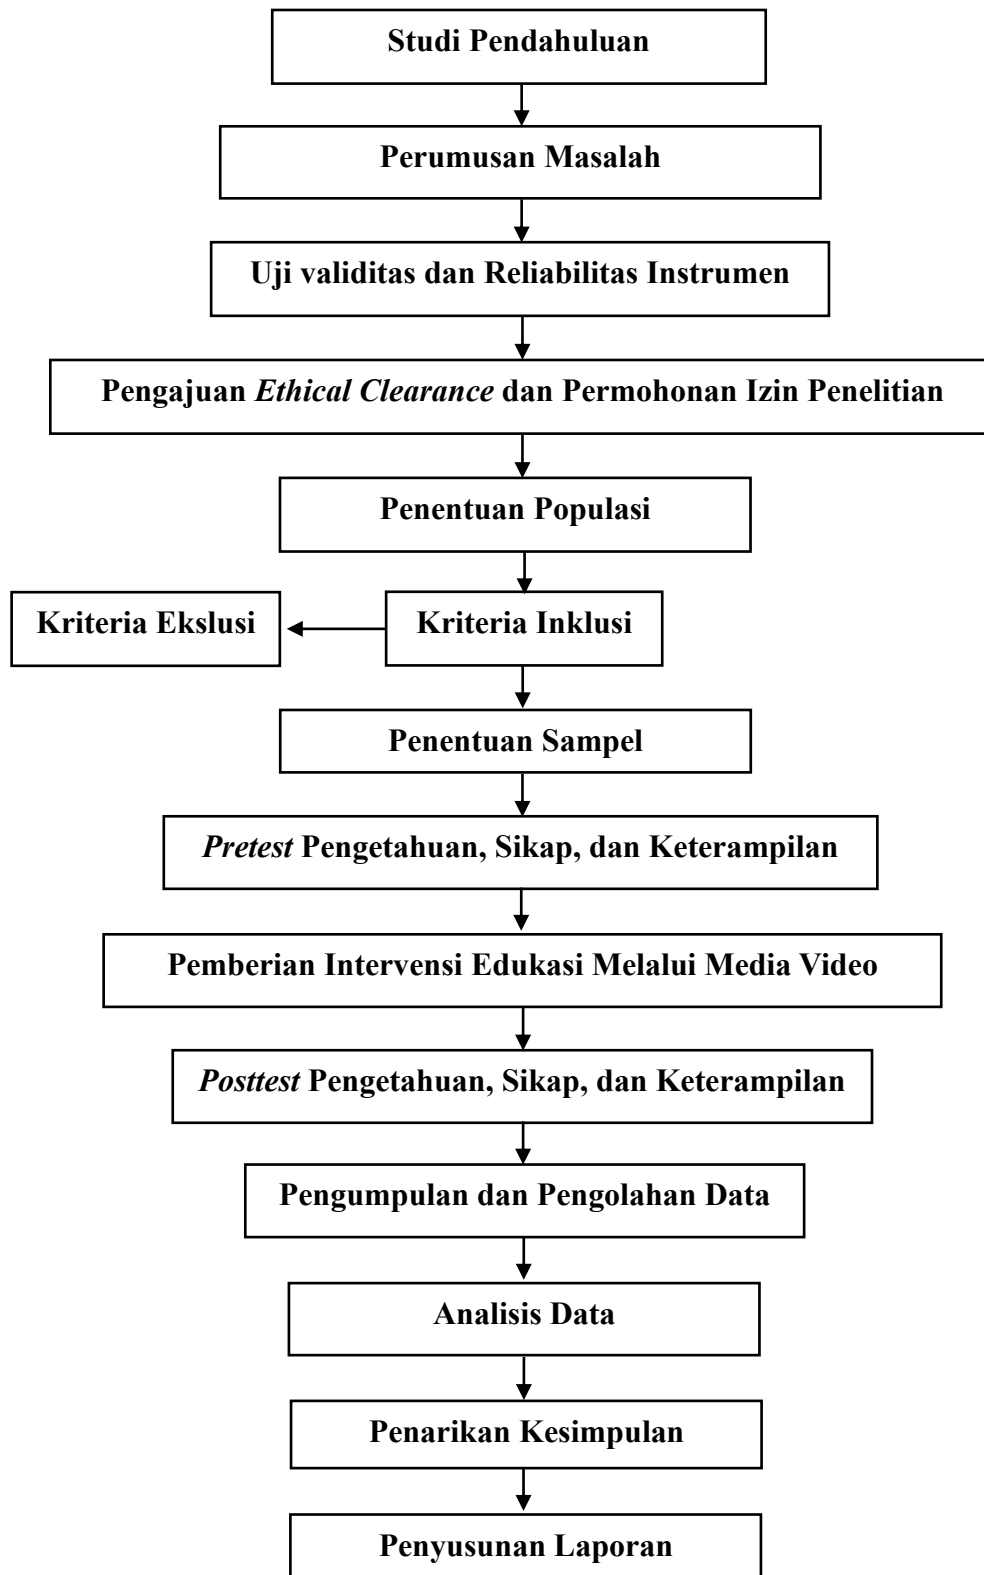 Studi Pendahuluan
Perumusan Masalah
Uji validitas dan Reliabilitas Instrumen
Pengajuan Ethical Clearance dan Permohonan Izin Penelitian
Penentuan Populasi
Kriteria Ekslusi
Kriteria Inklusi
Penentuan Sampel
Pretest Pengetahuan, Sikap, dan Keterampilan
Pemberian Intervensi Edukasi Melalui Media Video
Posttest Pengetahuan, Sikap, dan Keterampilan
Pengumpulan dan Pengolahan Data
Analisis Data
Penarikan Kesimpulan
Penyusunan Laporan